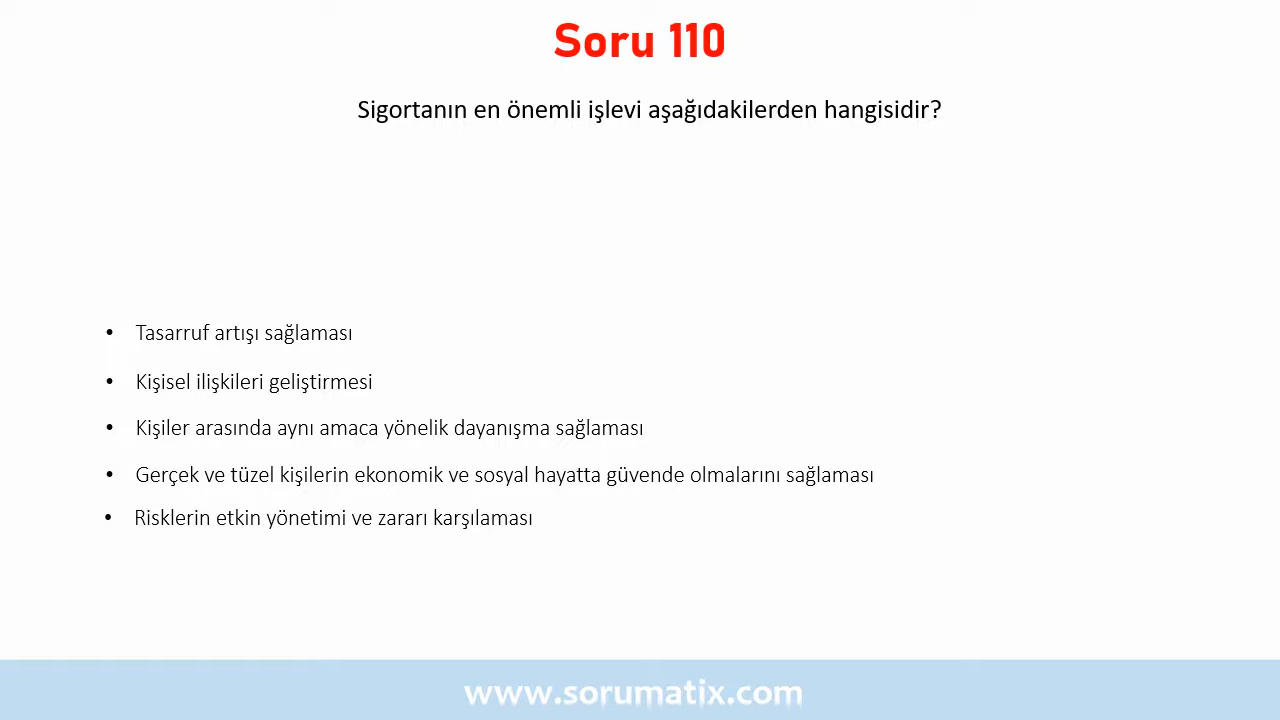 Soru 110
Sigortanın en önemli işlevi aşağıdakilerden hangisidir?
• Tasarruf artışı sağlaması
• Kişisel ilişkileri geliştirmesi
• Kişiler arasında aynı amaca yönelik dayanışma sağlaması
• Gerçek ve tüzel kişilerin ekonomik ve sosyal hayatta güvende olmalarını sağlaması
• Risklerin etkin yönetimi ve zararı karşılaması
www.sorumatix.com